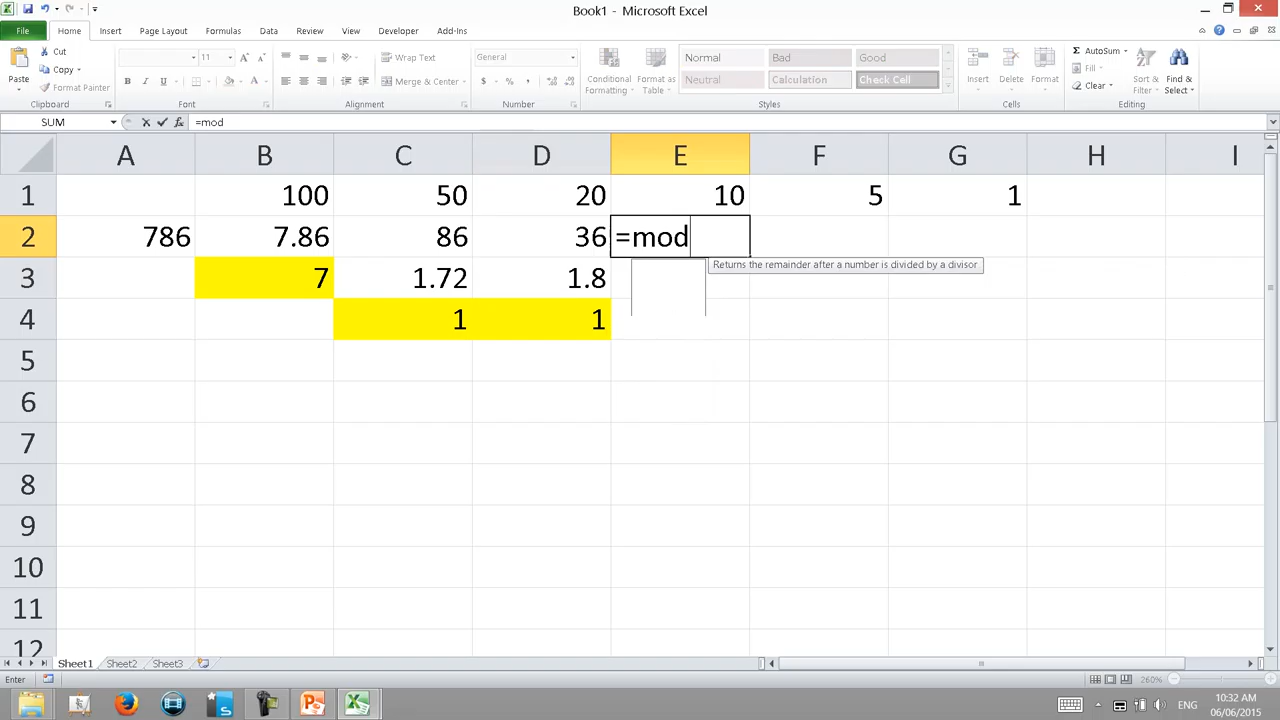 Book1 - Microsoft Excel
File Home Insert Page Layout Formulas Data Review View Developer Add-Ins
Paste
Cut
Copy
Format Painter
Clipboard
11
Font
Wrap Text
Merge & Center
Alignment
General
Number
Conditional Formatting
Format as Table
Normal Bad Good
Neutral Calculation Check Cell
Styles
Insert Delete Format
Cells
AutoSum
Fill
Clear
Sort & Filter
Find & Select
Editing
SUM =mod
A B C D E F G H I
1 100 50 20 10 5 1
2 786 7.86 86 36 =mod
Returns the remainder after a number is divided by a divisor
3 7 1.72 1.8
4 1 1
5
6
7
8
9
10
11
12
Sheet1 Sheet2 Sheet3
Enter 260%
ENG 10:32 AM
06/06/2015